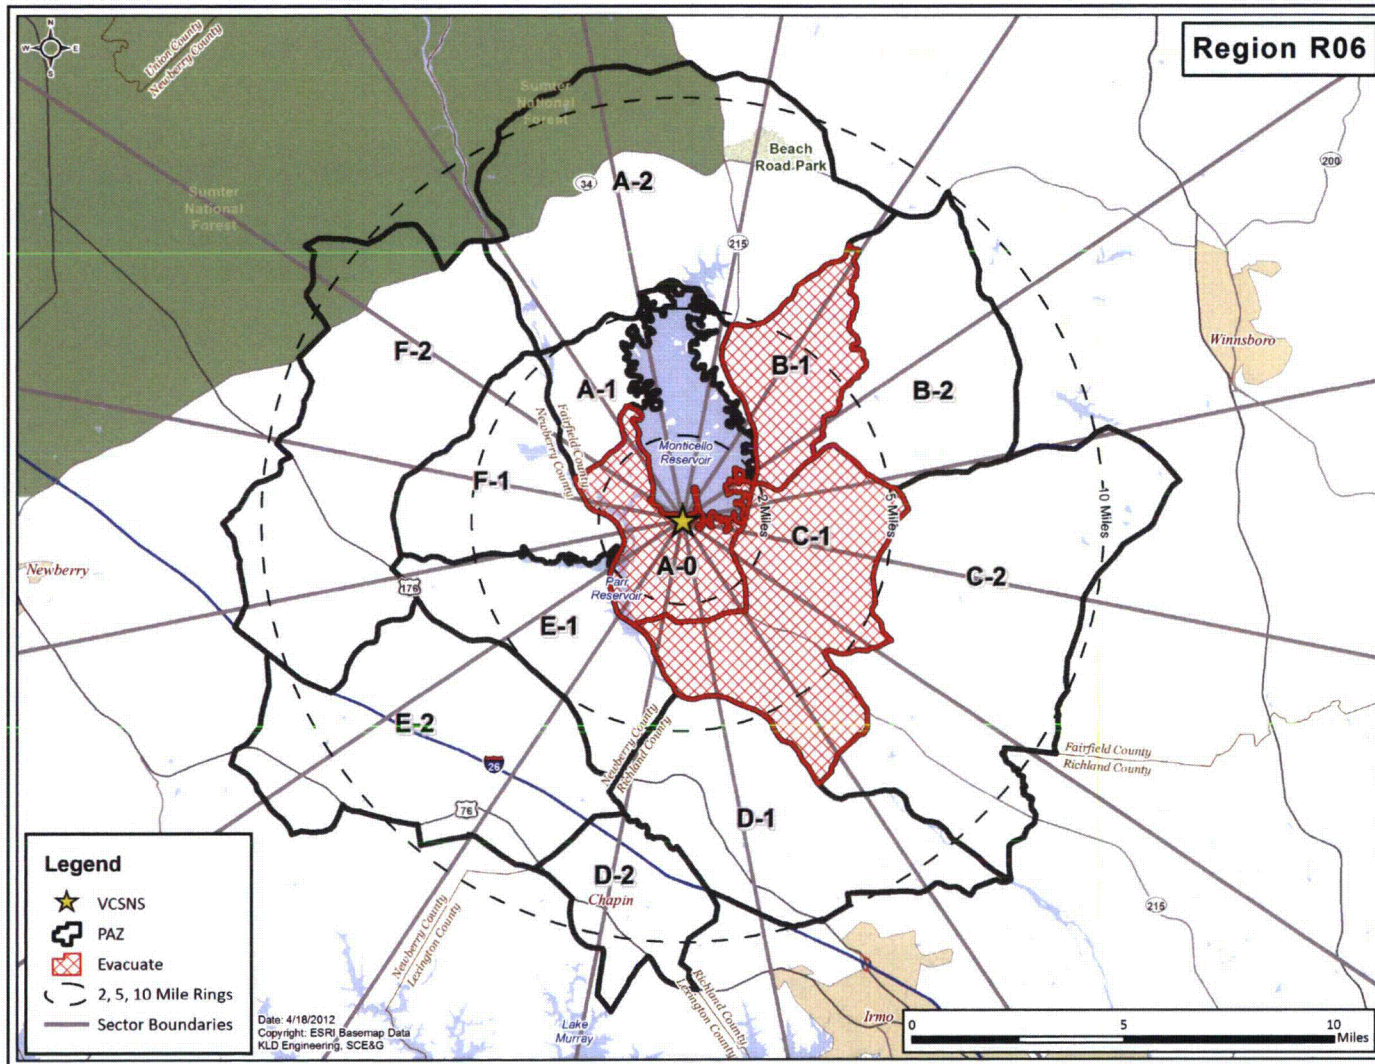 Region R06
N
W
E
S
Union County
Newberry County
Sumter
National
Forest
Beach
Road Park
200
34
A-2
Sumter
National
Forest
215
F-2
B-1
Winnsboro
A-1
B-2
Fairfield County
Newberry County
Monticello
Reservoir
F-1
2 Miles
5 Miles
10 Miles
C-1
A-0
C-2
Newberry
176
Parr
Reservoir
E-1
E-2
Newberry County
Richland County
Fairfield County
Richland County
26
76
D-1
D-2
Chapin
215
Newberry County
Lexington County
Richland County
Lexington County
Irmo
Lake
Murray
Legend
VCSNS
PAZ
Evacuate
2, 5, 10 Mile Rings
Sector Boundaries
Date: 4/18/2012
Copyright: ESRI Basemap Data
KLD Engineering, SCE&G
0 5 10
Miles